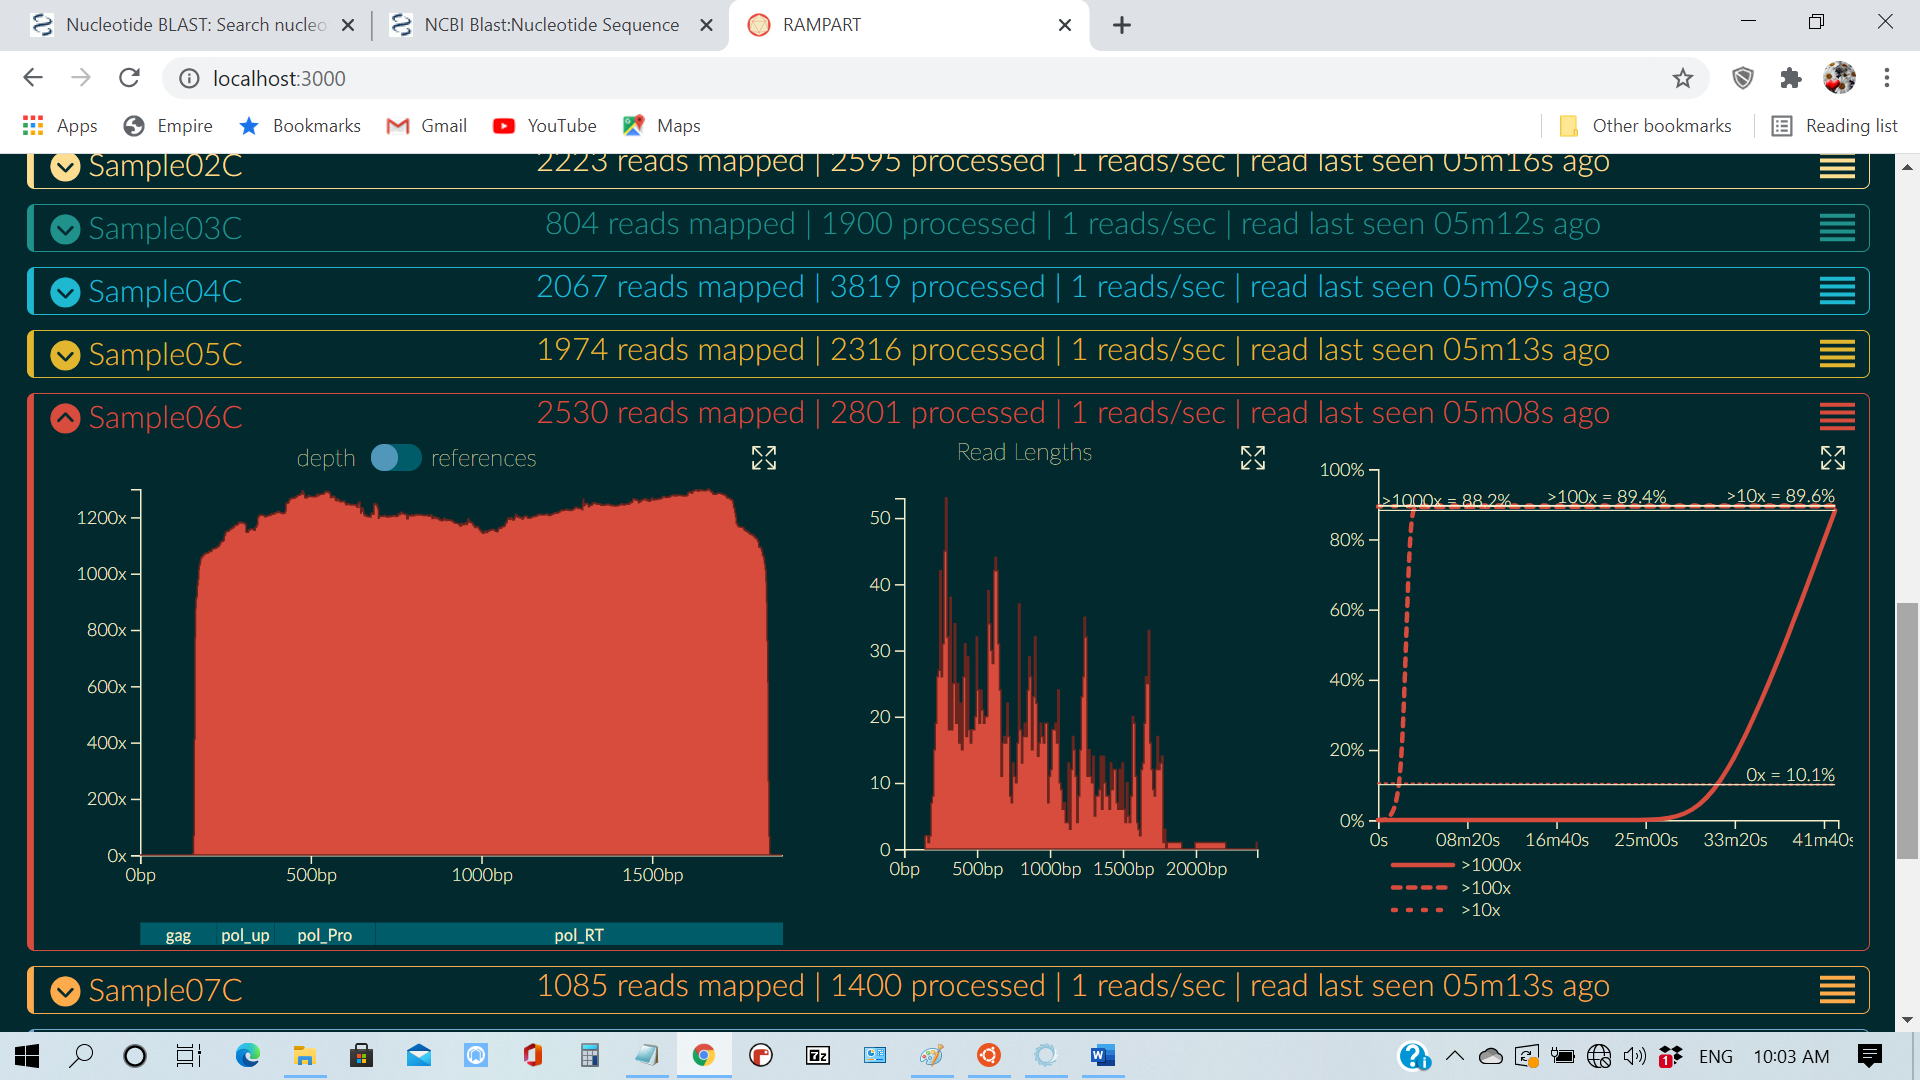 Nucleotide BLAST: Search nucleo
NCBI Blast:Nucleotide Sequence
RAMPART
localhost:3000
Apps Empire Bookmarks Gmail YouTube Maps Other bookmarks Reading list
Sample02C 2223 reads mapped | 2595 processed | 1 reads/sec | read last seen 05m16s ago
Sample03C 804 reads mapped | 1900 processed | 1 reads/sec | read last seen 05m12s ago
Sample04C 2067 reads mapped | 3819 processed | 1 reads/sec | read last seen 05m09s ago
Sample05C 1974 reads mapped | 2316 processed | 1 reads/sec | read last seen 05m13s ago
Sample06C 2530 reads mapped | 2801 processed | 1 reads/sec | read last seen 05m08s ago
depth references
1200x
1000x
800x
600x
400x
200x
0x
0bp 500bp 1000bp 1500bp
gag pol_up pol_Pro pol_RT
Read Lengths
50
40
30
20
10
0
0bp 500bp 1000bp 1500bp 2000bp
100%
>1000x = 88.2% >100x = 89.4% >10x = 89.6%
80%
60%
40%
20%
0x = 10.1%
0%
0s 08m20s 16m40s 25m00s 33m20s 41m40s
>1000x
>100x
>10x
Sample07C 1085 reads mapped | 1400 processed | 1 reads/sec | read last seen 05m13s ago
7z
W
1
ENG 10:03 AM